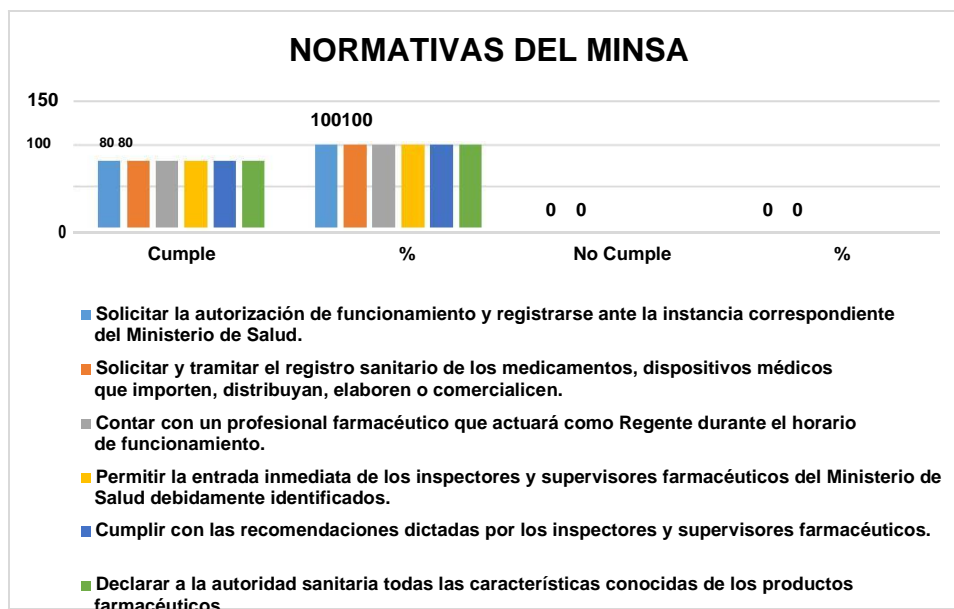 NORMATIVAS DEL MINSA
150
100100
100
80 80
0 0
0 0
0
Cumple % No Cumple %
Solicitar la autorización de funcionamiento y registrarse ante la instancia correspondiente
del Ministerio de Salud.
Solicitar y tramitar el registro sanitario de los medicamentos, dispositivos médicos
que importen, distribuyan, elaboren o comercialicen.
Contar con un profesional farmacéutico que actuará como Regente durante el horario
de funcionamiento.
Permitir la entrada inmediata de los inspectores y supervisores farmacéuticos del Ministerio de
Salud debidamente identificados.
Cumplir con las recomendaciones dictadas por los inspectores y supervisores farmacéuticos.
Declarar a la autoridad sanitaria todas las características conocidas de los productos
farmacéuticos